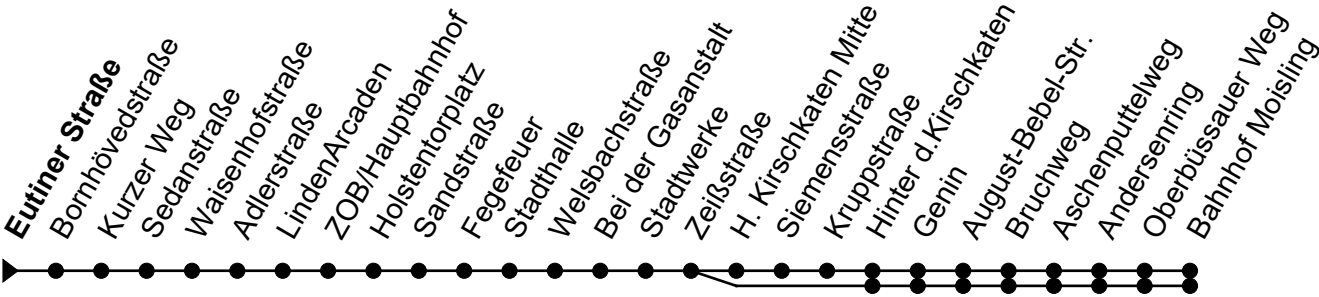 Eutiner Straße
Bornhövedstraße
Kurzer Weg
Sedanstraße
Waisenhofstraße
Adlerstraße
LindenArcaden
ZOB/Hauptbahnhof
Holstentorplatz
Sandstraße
Fegefeuer
Stadthalle
Welsbachstraße
Bei der Gasanstalt
Stadtwerke
Zeißstraße
H. Kirschkaten Mitte
Siemensstraße
Kruppstraße
Hinter d.Kirschkaten
Genin
August-Bebel-Str.
Bruchweg
Aschenputtelweg
Andersenring
Oberbüssauer Weg
Bahnhof Moisling